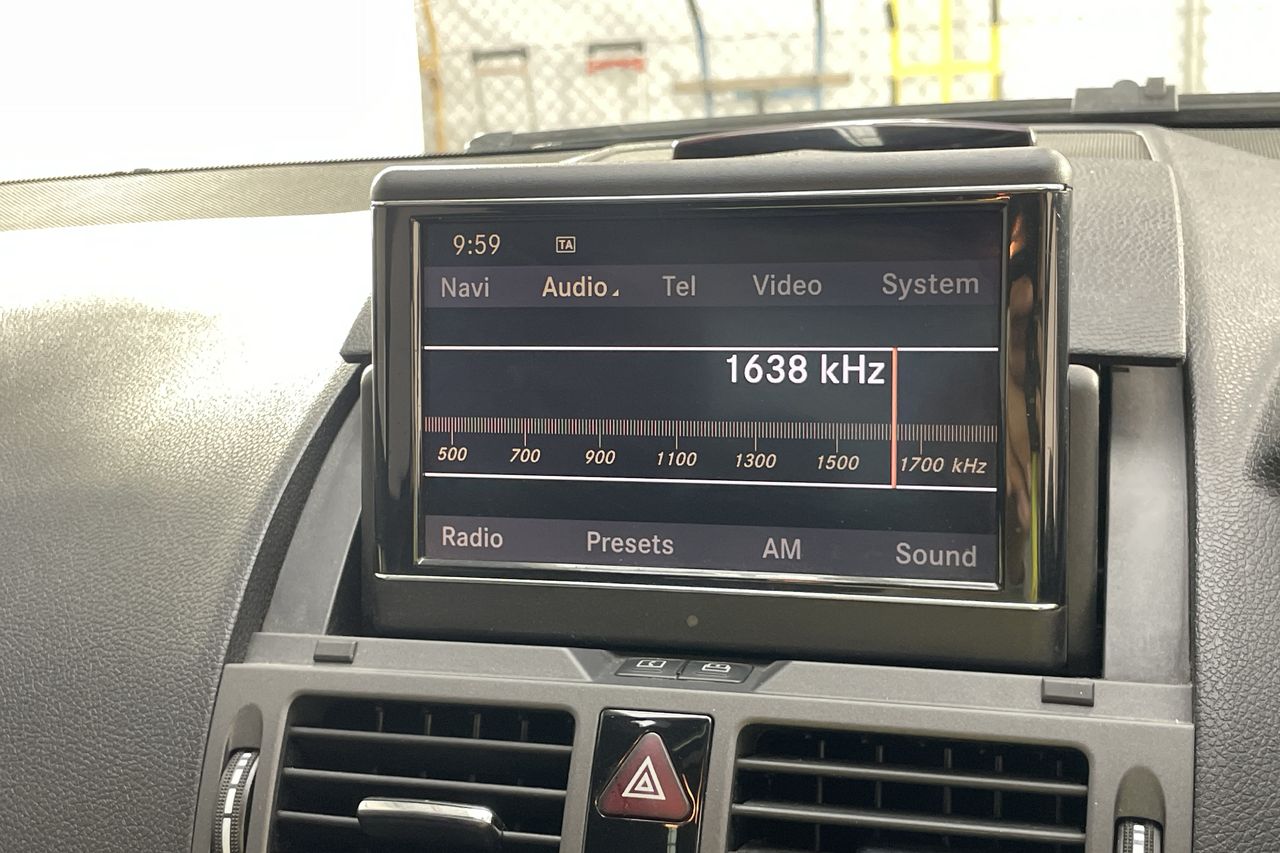 9:59 TA
Navi Audio Tel Video System
1638 kHz
500 700 900 1100 1300 1500 1700 kHz
Radio Presets AM Sound